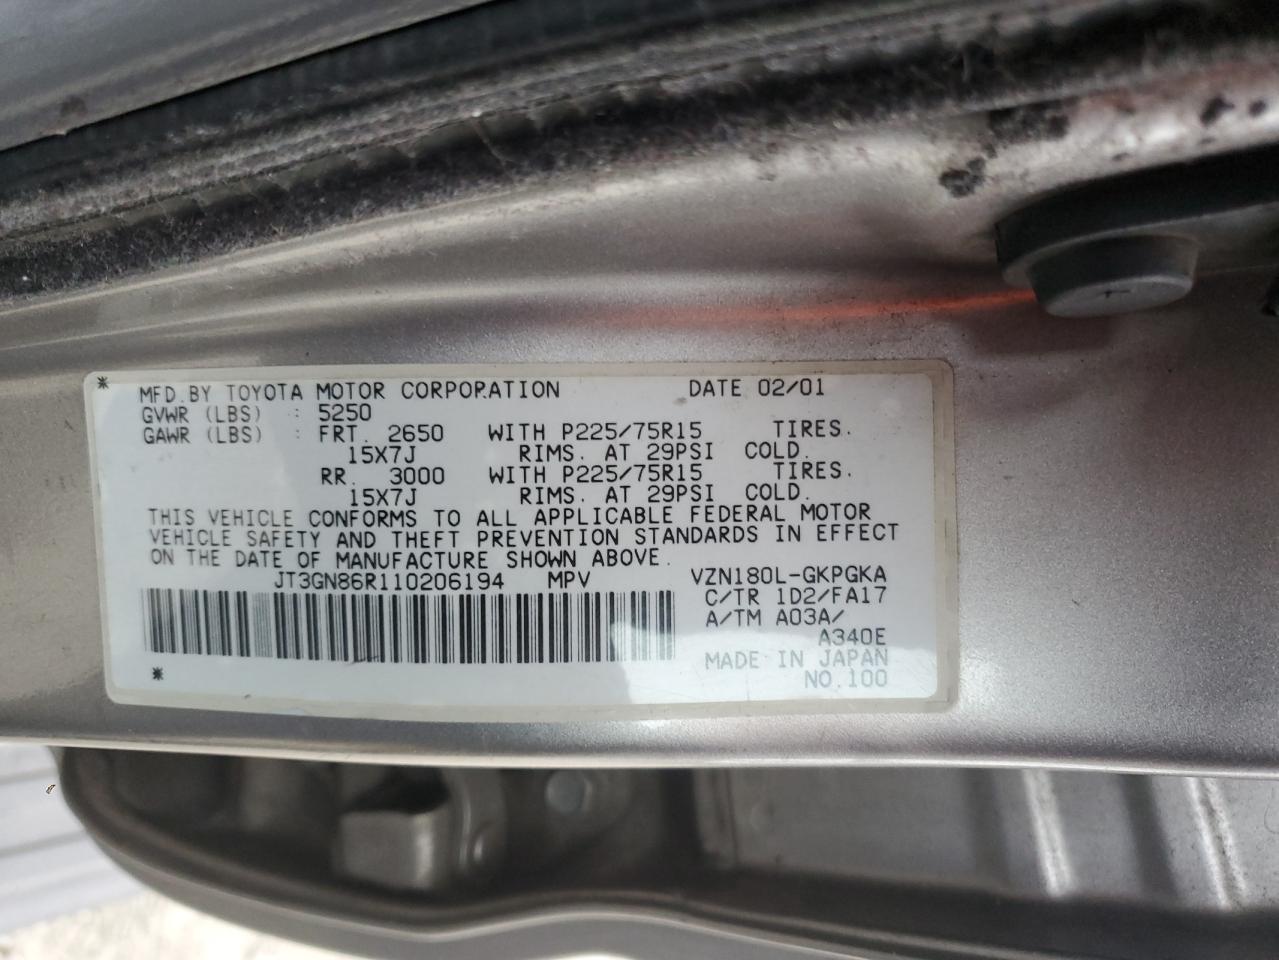 * MFD.BY TOYOTA MOTOR CORPORATION DATE 02/01
GVWR (LBS) : 5250
GAWR (LBS) : FRT. 2650 WITH P225/75R15 TIRES.
15X7J RIMS. AT 29PSI COLD.
RR. 3000 WITH P225/75R15 TIRES.
15X7J RIMS. AT 29PSI COLD.
THIS VEHICLE CONFORMS TO ALL APPLICABLE FEDERAL MOTOR
VEHICLE SAFETY AND THEFT PREVENTION STANDARDS IN EFFECT
ON THE DATE OF MANUFACTURE SHOWN ABOVE.
JT3GN86R110206194 MPV VZN180L-GKPGKA
C/TR 1D2/FA17
A/TM A03A/
A340E
MADE IN JAPAN
* NO.100